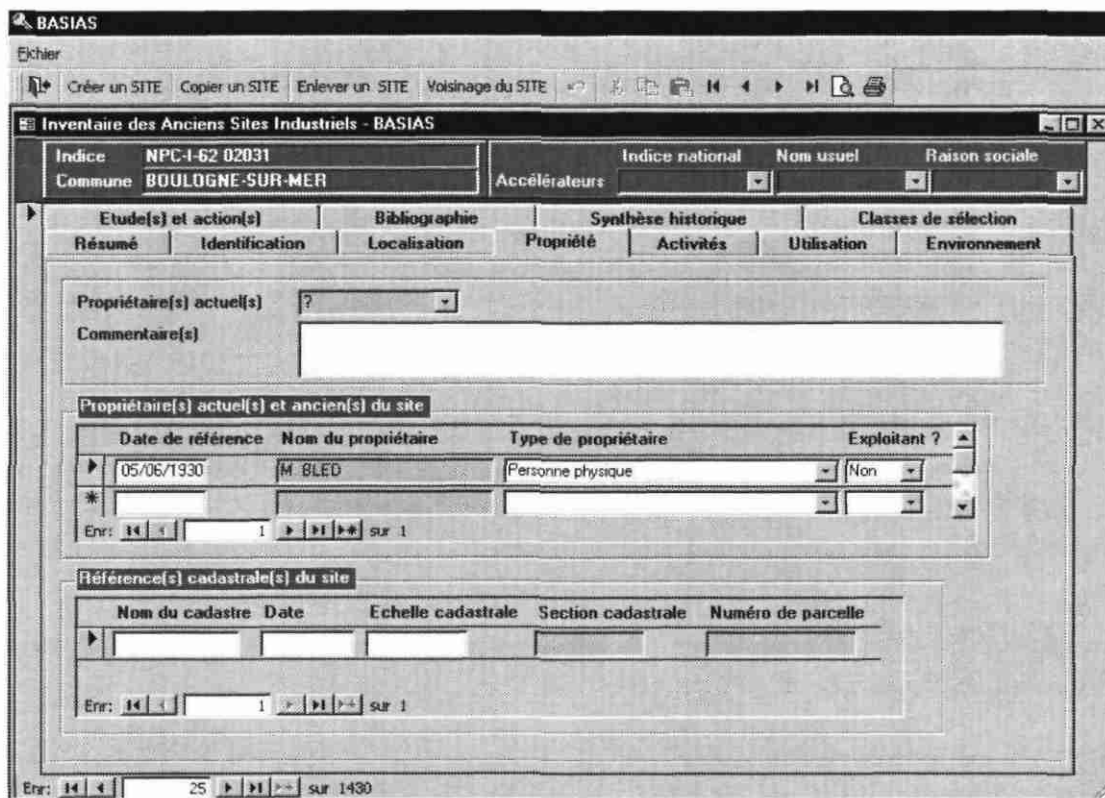 BASIAS
Fichier
Créer un SITE Copier un SITE Enlever un SITE Voisinage du SITE
Inventaire des Anciens Sites Industriels - BASIAS
Indice NPC-I-62 02031 Indice national Nom usuel Raison sociale
Commune BOULOGNE-SUR-MER Accélérateurs
Etude(s) et action(s) Bibliographie Synthèse historique Classes de sélection
Résumé Identification Localisation Propriété Activités Utilisation Environnement
Propriétaire(s) actuel(s) ?
Commentaire(s)
Propriétaire(s) actuel(s) et ancien(s) du site
Date de référence Nom du propriétaire Type de propriétaire Exploitant ?
05/06/1930 M. BLED Personne physique Non
Enr: 1 sur 1
Référence(s) cadastrale(s) du site
Nom du cadastre Date Echelle cadastrale Section cadastrale Numéro de parcelle
Enr: 1 sur 1
Enr: 25 sur 1430